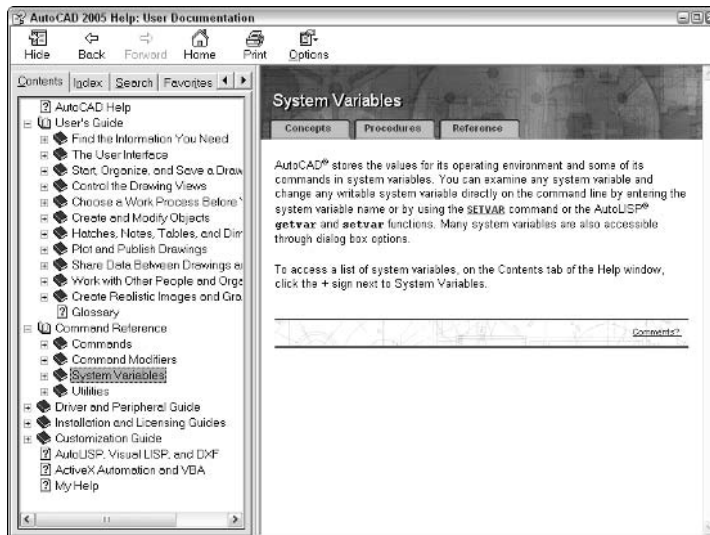 AutoCAD 2005 Help: User Documentation
Hide Back Forward Home Print Options
Contents Index Search Favorites
AutoCAD Help
User's Guide
Find the Information You Need
The User Interface
Start, Organize, and Save a Draw
Control the Drawing Views
Choose a Work Process Before
Create and Modify Objects
Hatches, Notes, Tables, and Dim
Plot and Publish Drawings
Share Data Between Drawings a
Work with Other People and Orga
Create Realistic Images and Gra
Glossary
Command Reference
Commands
Command Modifiers
System Variables
Utilities
Driver and Peripheral Guide
Installation and Licensing Guides
Customization Guide
AutoLISP, Visual LISP, and DXF
ActiveX Automation and VBA
My Help
System Variables
Concepts Procedures Reference
AutoCAD® stores the values for its operating environment and some of its
commands in system variables. You can examine any system variable and
change any writable system variable directly on the command line by entering the
system variable name or by using the SETVAR command or the AutoLISP®
getvar and setvar functions. Many system variables are also accessible
through dialog box options.
To access a list of system variables, on the Contents tab of the Help window,
click the + sign next to System Variables.
Comments?